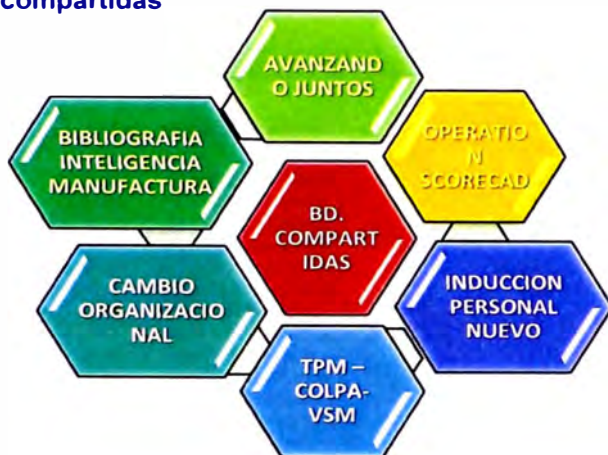 compartidas
AVANZAND
O JUNTOS
BIBLIOGRAFIA
INTELIGENCIA
MANUFACTURA
OPERATIO
N
SCORECAD
BD.
COMPART
IDAS
CAMBIO
ORGANIZACIO
NAL
INDUCCION
PERSONAL
NUEVO
TPM –
COLPA-
VSM